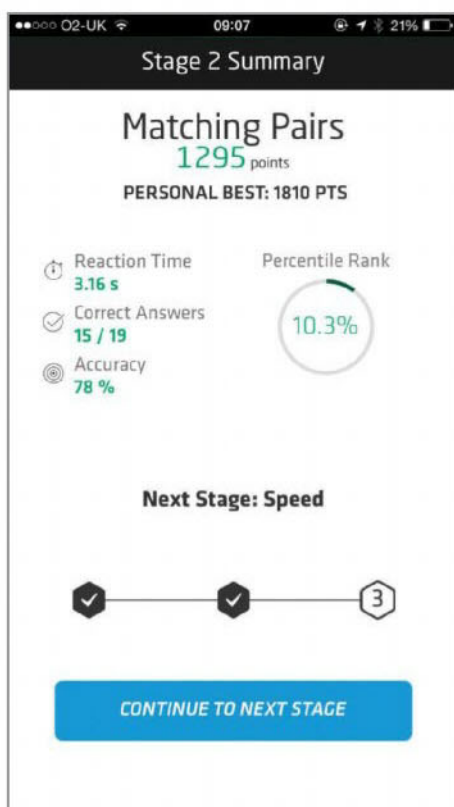 O2-UK 09:07 21%
Stage 2 Summary
Matching Pairs
1295 points
PERSONAL BEST: 1810 PTS
Reaction Time
3.16 s
Correct Answers
15 / 19
Accuracy
78 %
Percentile Rank
10.3%
Next Stage: Speed
3
CONTINUE TO NEXT STAGE